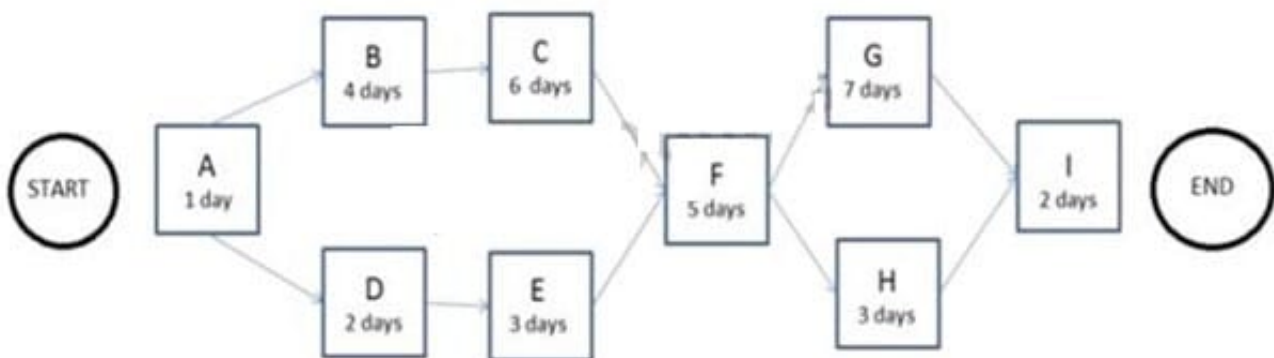 START
A
1 day
B
4 days
C
6 days
D
2 days
E
3 days
F
5 days
G
7 days
H
3 days
I
2 days
END